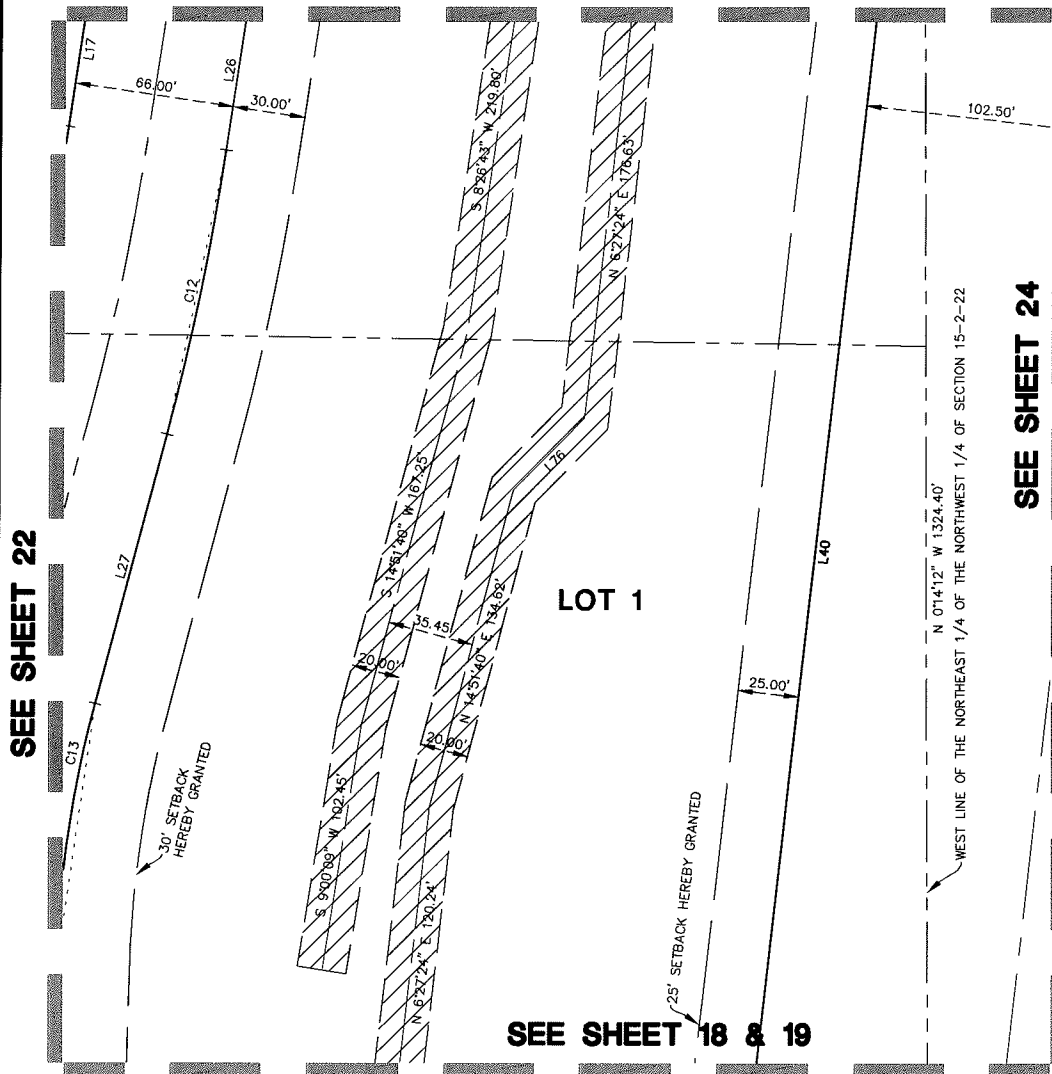 L17
L26
66.00'
30.00'
S 8°26'43" W 219.80'
N 6°27'24" E 176.63'
102.50'
C12
SEE SHEET 24
L76
S 14°51'40" W 167.25'
L27
L40
LOT 1
N 0°14'12" W 1324.40'
WEST LINE OF THE NORTHEAST 1/4 OF THE NORTHWEST 1/4 OF SECTION 15-2-22
SEE SHEET 22
35.45
N 14°51'40" E 134.62'
20.00'
25.00'
20.00'
C13
30' SETBACK
HEREBY GRANTED
S 9°00'09" W 102.45'
25' SETBACK HEREBY GRANTED
N 6°27'24" E 120.24'
SEE SHEET 18 & 19